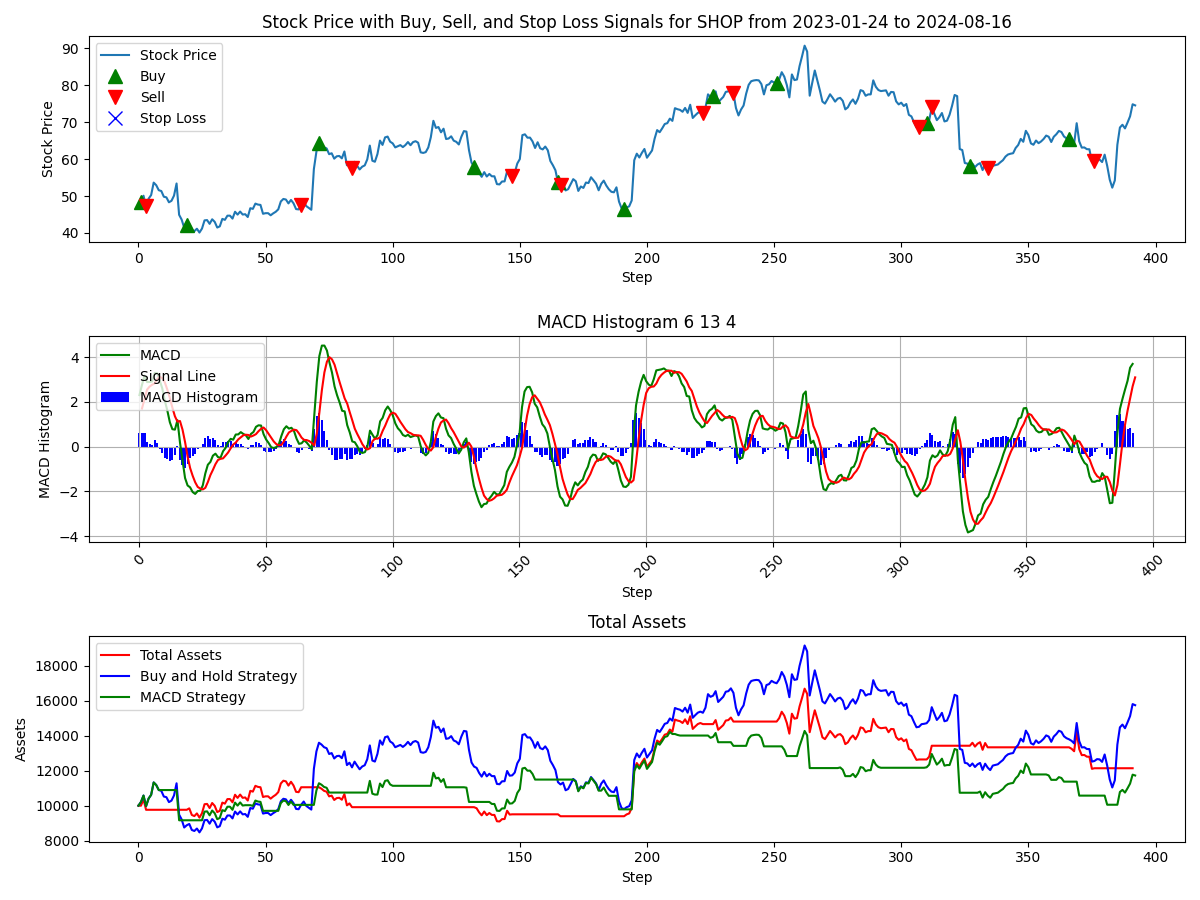 Stock Price with Buy, Sell, and Stop Loss Signals for SHOP from 2023-01-24 to 2024-08-16
Stock Price
Buy
Sell
Stop Loss
Stock Price
90
80
70
60
50
40
0 50 100 150 200 250 300 350 400
Step
MACD Histogram 6 13 4
MACD
Signal Line
MACD Histogram
MACD Histogram
4
2
0
−2
−4
0 50 100 150 200 250 300 350 400
Step
Total Assets
Total Assets
Buy and Hold Strategy
MACD Strategy
Assets
18000
16000
14000
12000
10000
8000
0 50 100 150 200 250 300 350 400
Step